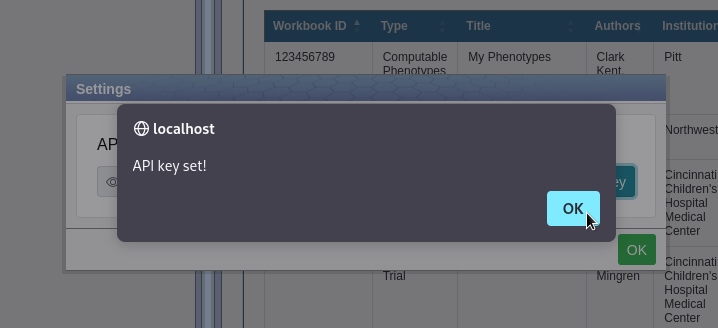 Workbook ID Type Title Authors Institution
123456789 Computable Phenotypes My Phenotypes Clark Kent, Pitt
Settings
localhost
API key set!
OK
AP
ey
OK
Northwest
Cincinnati
Children's
Hospital
Medical
Center
Trial Mingren Cincinnati
Children's
Hospital
Medical
Center